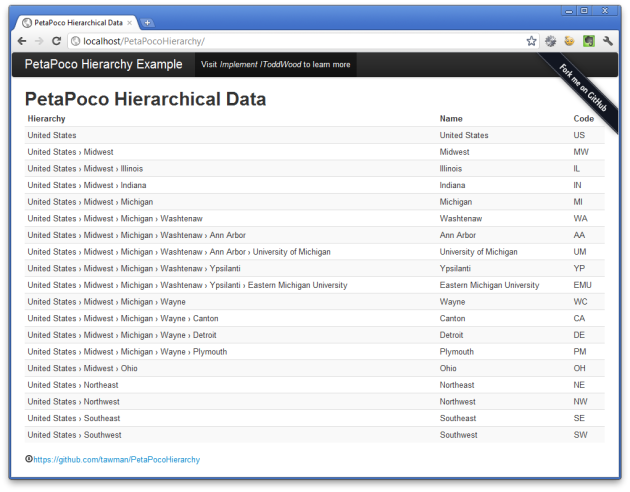 PetaPoco Hierarchical Data
localhost/PetaPocoHierarchy/
PetaPoco Hierarchy Example Visit Implement IToddWood to learn more
Fork me on GitHub
PetaPoco Hierarchical Data
Hierarchy Name Code
United States United States US
United States › Midwest Midwest MW
United States › Midwest › Illinois Illinois IL
United States › Midwest › Indiana Indiana IN
United States › Midwest › Michigan Michigan MI
United States › Midwest › Michigan › Washtenaw Washtenaw WA
United States › Midwest › Michigan › Washtenaw › Ann Arbor Ann Arbor AA
United States › Midwest › Michigan › Washtenaw › Ann Arbor › University of Michigan University of Michigan UM
United States › Midwest › Michigan › Washtenaw › Ypsilanti Ypsilanti YP
United States › Midwest › Michigan › Washtenaw › Ypsilanti › Eastern Michigan University Eastern Michigan University EMU
United States › Midwest › Michigan › Wayne Wayne WC
United States › Midwest › Michigan › Wayne › Canton Canton CA
United States › Midwest › Michigan › Wayne › Detroit Detroit DE
United States › Midwest › Michigan › Wayne › Plymouth Plymouth PM
United States › Midwest › Ohio Ohio OH
United States › Northeast Northeast NE
United States › Northwest Northwest NW
United States › Southeast Southeast SE
United States › Southwest Southwest SW
https://github.com/tawman/PetaPocoHierarchy